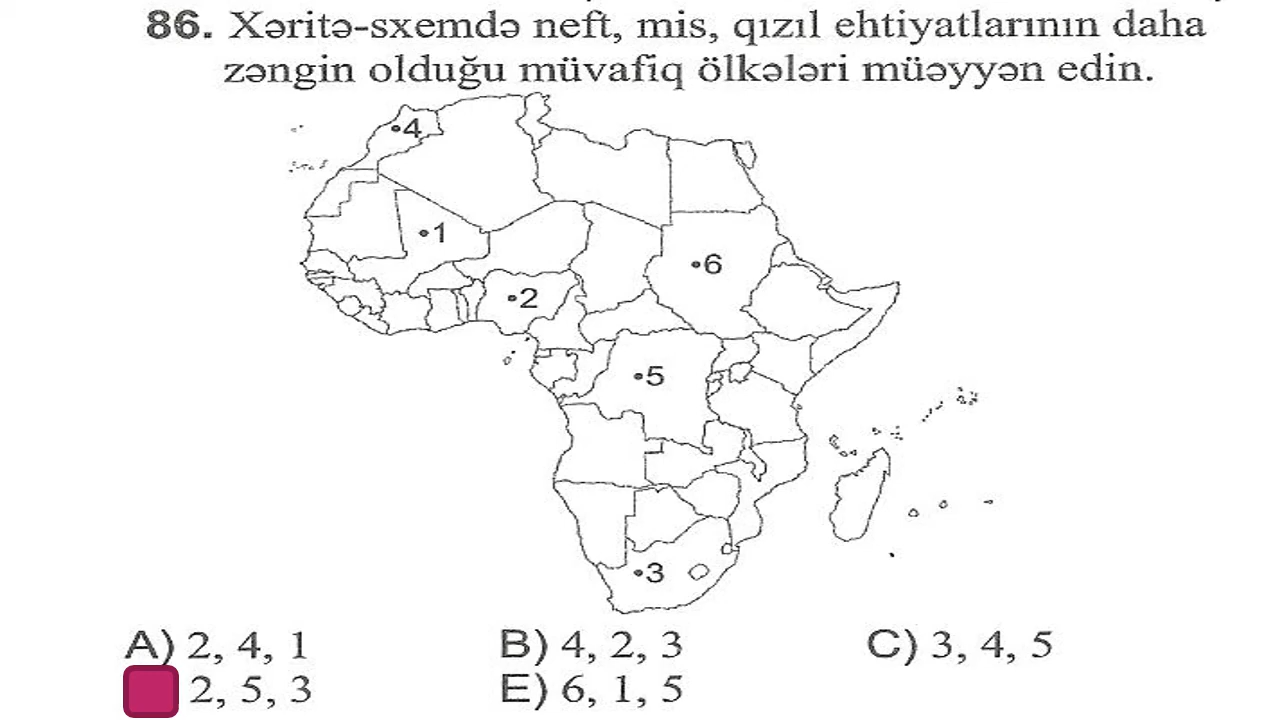 86. Xəritə-sxemdə neft, mis, qızıl ehtiyatlarının daha
zəngin olduğu müvafiq ölkələri müəyyən edin.
4
1
6
2
5
3
A) 2, 4, 1 B) 4, 2, 3 C) 3, 4, 5
2, 5, 3 E) 6, 1, 5